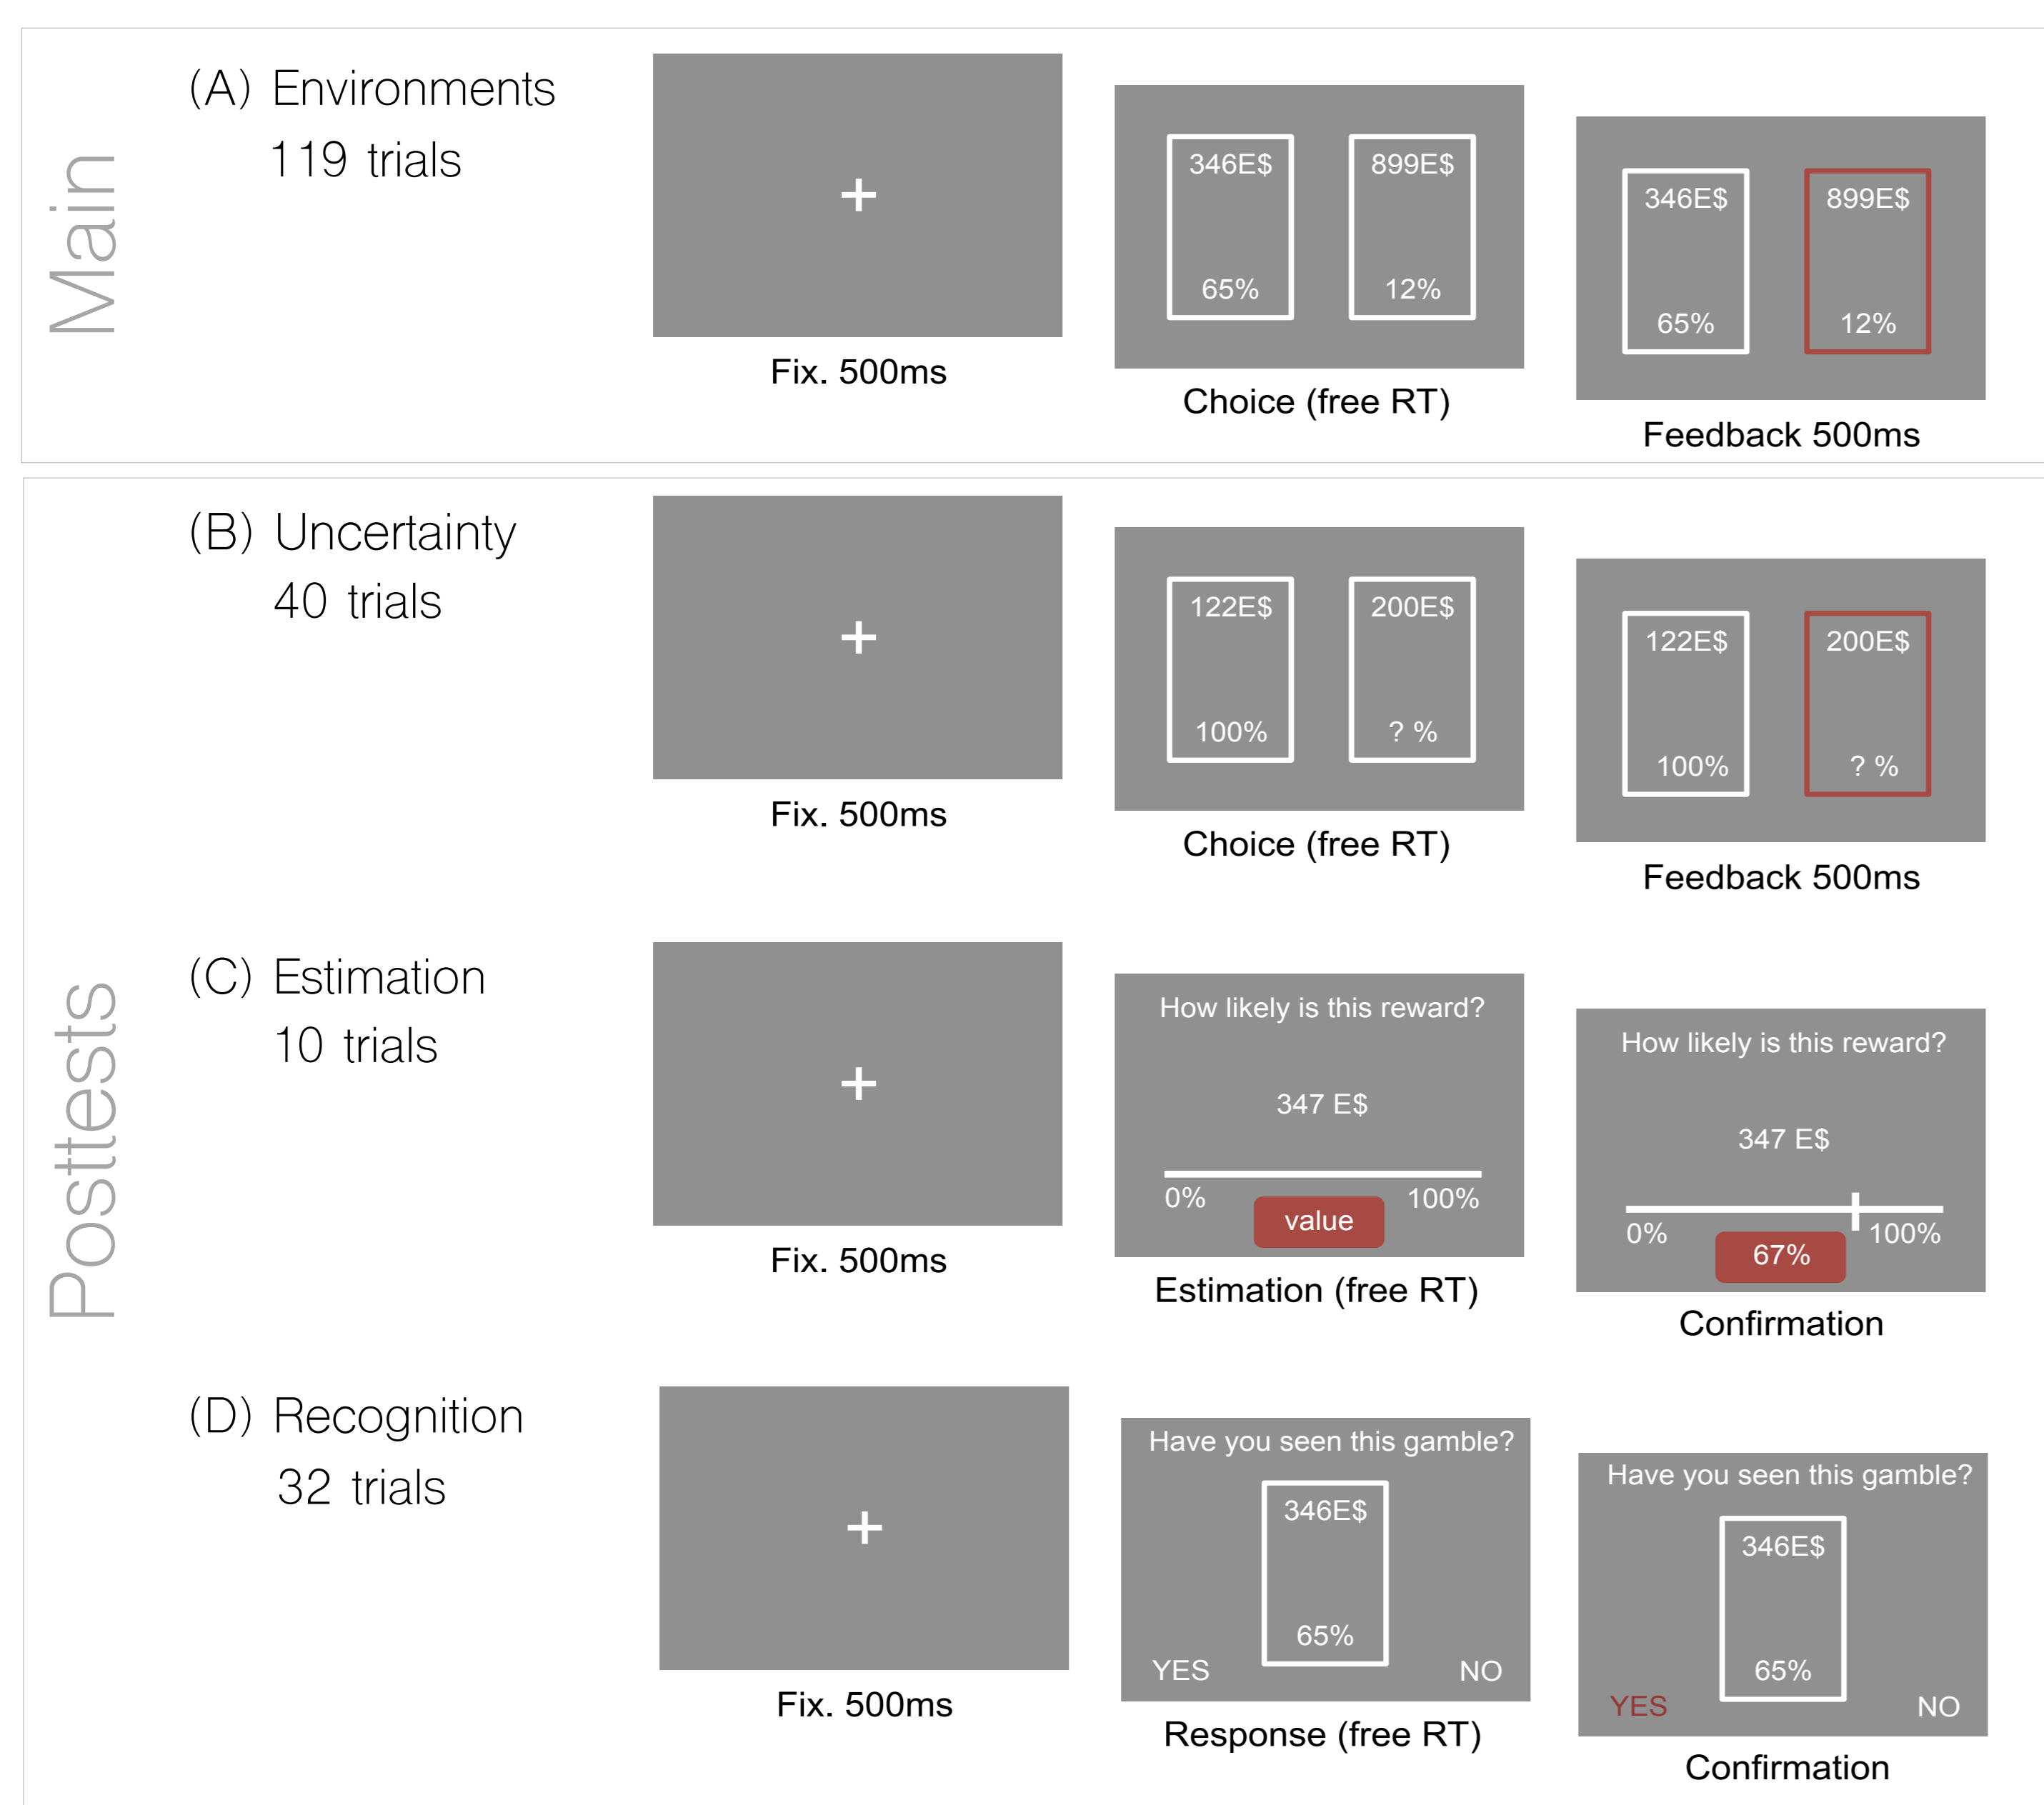 Main
(A) Environments
119 trials
+
Fix. 500ms
346E$ 899E$
65% 12%
Choice (free RT)
346E$ 899E$
65% 12%
Feedback 500ms
Posttests
(B) Uncertainty
40 trials
+
Fix. 500ms
122E$ 200E$
100% ? %
Choice (free RT)
122E$ 200E$
100% ? %
Feedback 500ms
(C) Estimation
10 trials
+
Fix. 500ms
How likely is this reward?
347 E$
0% 100%
value
Estimation (free RT)
How likely is this reward?
347 E$
0% 100%
67%
Confirmation
(D) Recognition
32 trials
+
Fix. 500ms
Have you seen this gamble?
346E$
65%
YES NO
Response (free RT)
Have you seen this gamble?
346E$
65%
YES NO
Confirmation